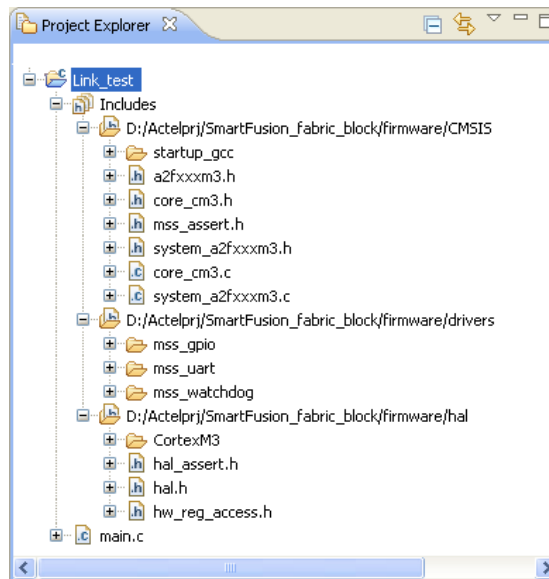 Project Explorer
Link_test
Includes
D:/Actelprj/SmartFusion_fabric_block/firmware/CMSIS
startup_gcc
a2fxxxm3.h
core_cm3.h
mss_assert.h
system_a2fxxxm3.h
core_cm3.c
system_a2fxxxm3.c
D:/Actelprj/SmartFusion_fabric_block/firmware/drivers
mss_gpio
mss_uart
mss_watchdog
D:/Actelprj/SmartFusion_fabric_block/firmware/hal
CortexM3
hal_assert.h
hal.h
hw_reg_access.h
main.c